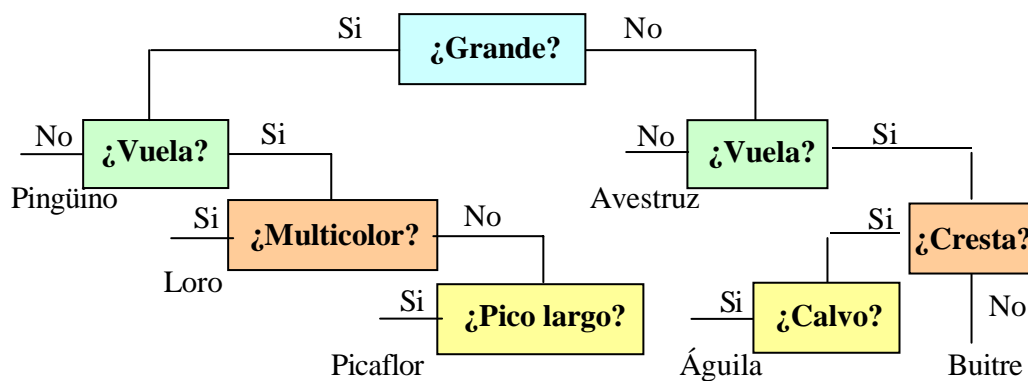 Si ¿Grande? No
No ¿Vuela? Si No ¿Vuela? Si
Pingüino Avestruz
Si ¿Multicolor? No Si ¿Cresta?
Loro
Si ¿Pico largo? Si ¿Calvo? No
Picaflor Águila Buitre